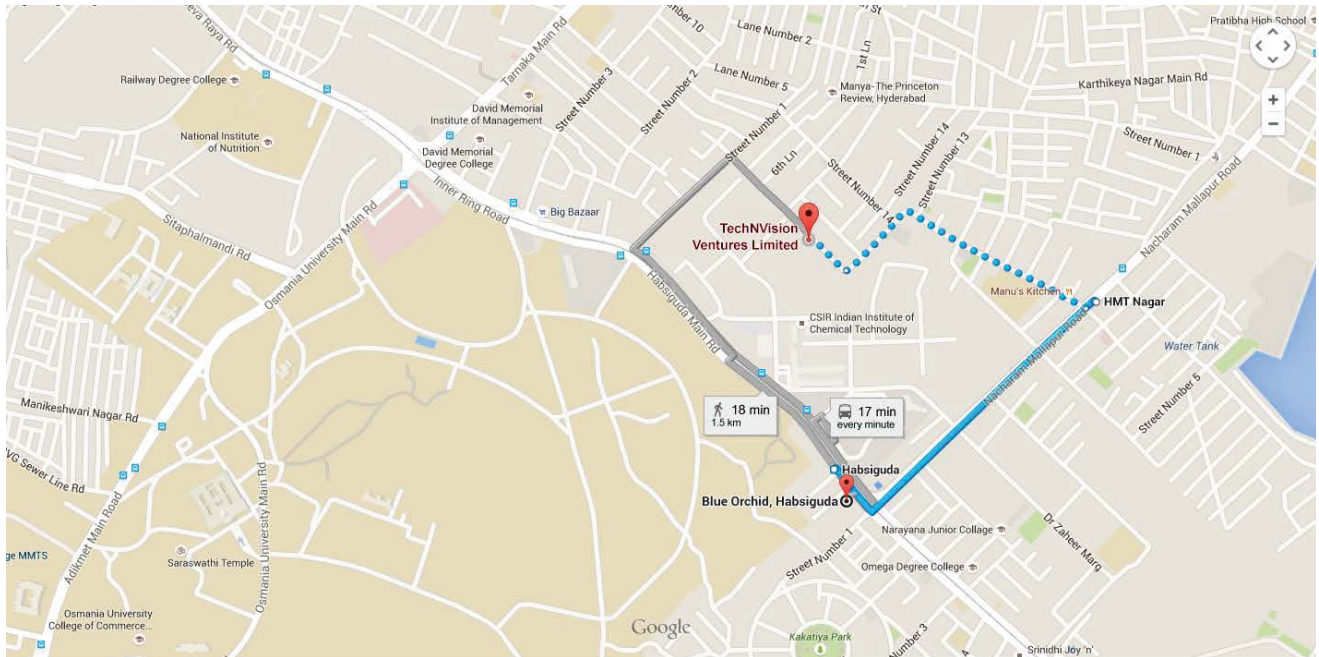 eva Raya Rd
Railway Degree College
National Institute
of Nutrition
Tarnaka Main Rd
David Memorial
Institute of Management
David Memorial
Degree College
Inner Ring Road
Big Bazaar
Street Number 3
Street Number 2
Lane Number 10
Lane Number 2
Lane Number 5
1st Ln
Manya-The Princeton
Review, Hyderabad
Pratibha High School
Karthikeya Nagar Main Rd
Street Number 1
Street Number 1
6th Ln
Street Number 14
Street Number 14
Street Number 13
Nacharam Mallapur Road
TechNVision
Ventures Limited
Sitaphalmandi Rd
Osmania University Main Rd
Habsiguda Main Rd
CSIR Indian Institute of
Chemical Technology
Manu's Kitchen
HMT Nagar
Nacharam Mallapur Road
Water Tank
Street Number 5
18 min
1.5 km
17 min
every minute
Manikeshwari Nagar Rd
VG Sewer Line Rd
Habsiguda
Blue Orchid, Habsiguda
Narayana Junior Collage
Dr Zaheer Marg
Street Number 1
Omega Degree College
ge MMTS
Adikmet Main Road
Saraswathi Temple
Osmania University Main Rd
Osmania University
College of Commerce...
Google
Kakatiya Park
Street Number 3
Srinidhi Joy 'n'